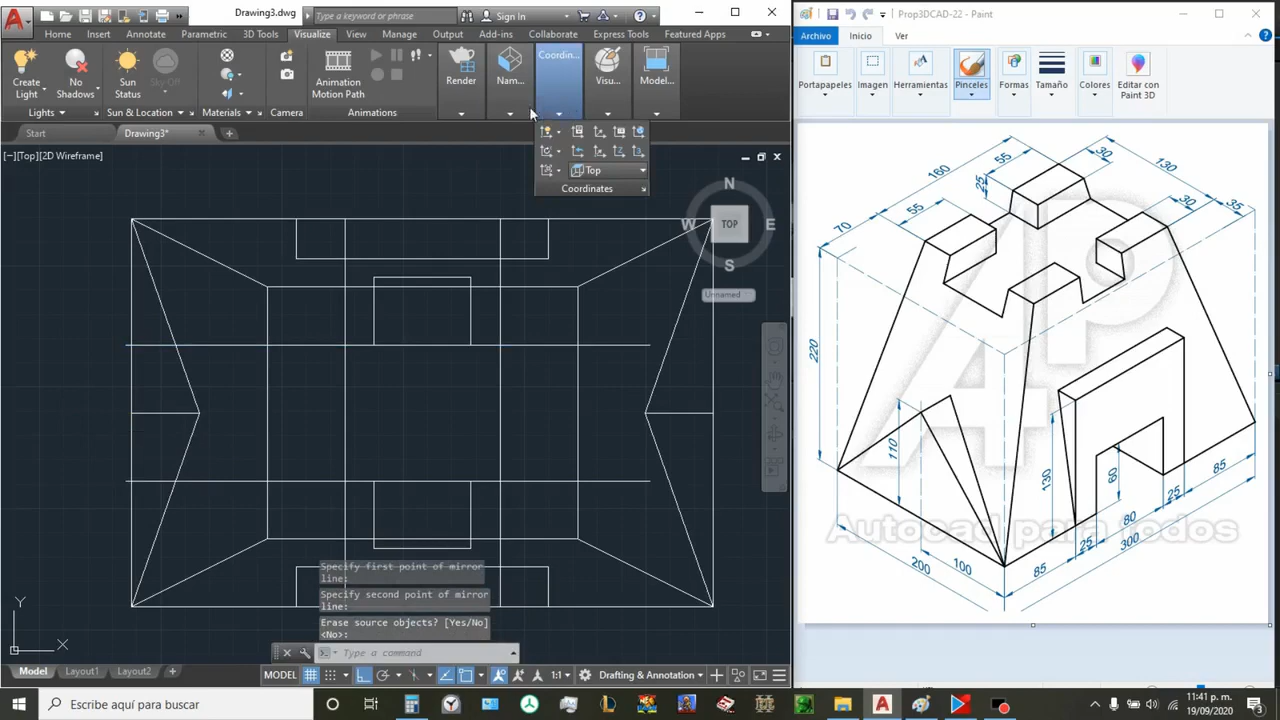 Drawing3.dwg
Type a keyword or phrase
Sign In
Home Insert Annotate Parametric 3D Tools Visualize View Manage Output Add-ins Collaborate Express Tools Featured Apps
Create Light
No Shadows
Sun Status
Sky Off
Animation Motion Path
Render
Nam...
Coordin...
Visu...
Model...
Lights Sun & Location Materials Camera Animations
Start Drawing3*
[−][Top][2D Wireframe]
Top
Coordinates
N
W TOP E
S
Unnamed
Specify first point of mirror
line:
Specify second point of mirror
line:
Erase source objects? [Yes/No]
<No>:
Type a command
Y
X
Model Layout1 Layout2 +
MODEL 1:1 Drafting & Annotation
Prop3DCAD-22 - Paint
Archivo Inicio Ver
Portapapeles
Imagen
Herramientas
Pinceles
Formas
Tamaño
Colores
Editar con Paint 3D
55
30
130
160
25
55
30
35
70
220
4P
110
130
60
85
25
80
300
25
85
200
100
Autocad para todos
Escribe aquí para buscar
11:41 p. m.
19/09/2020
3